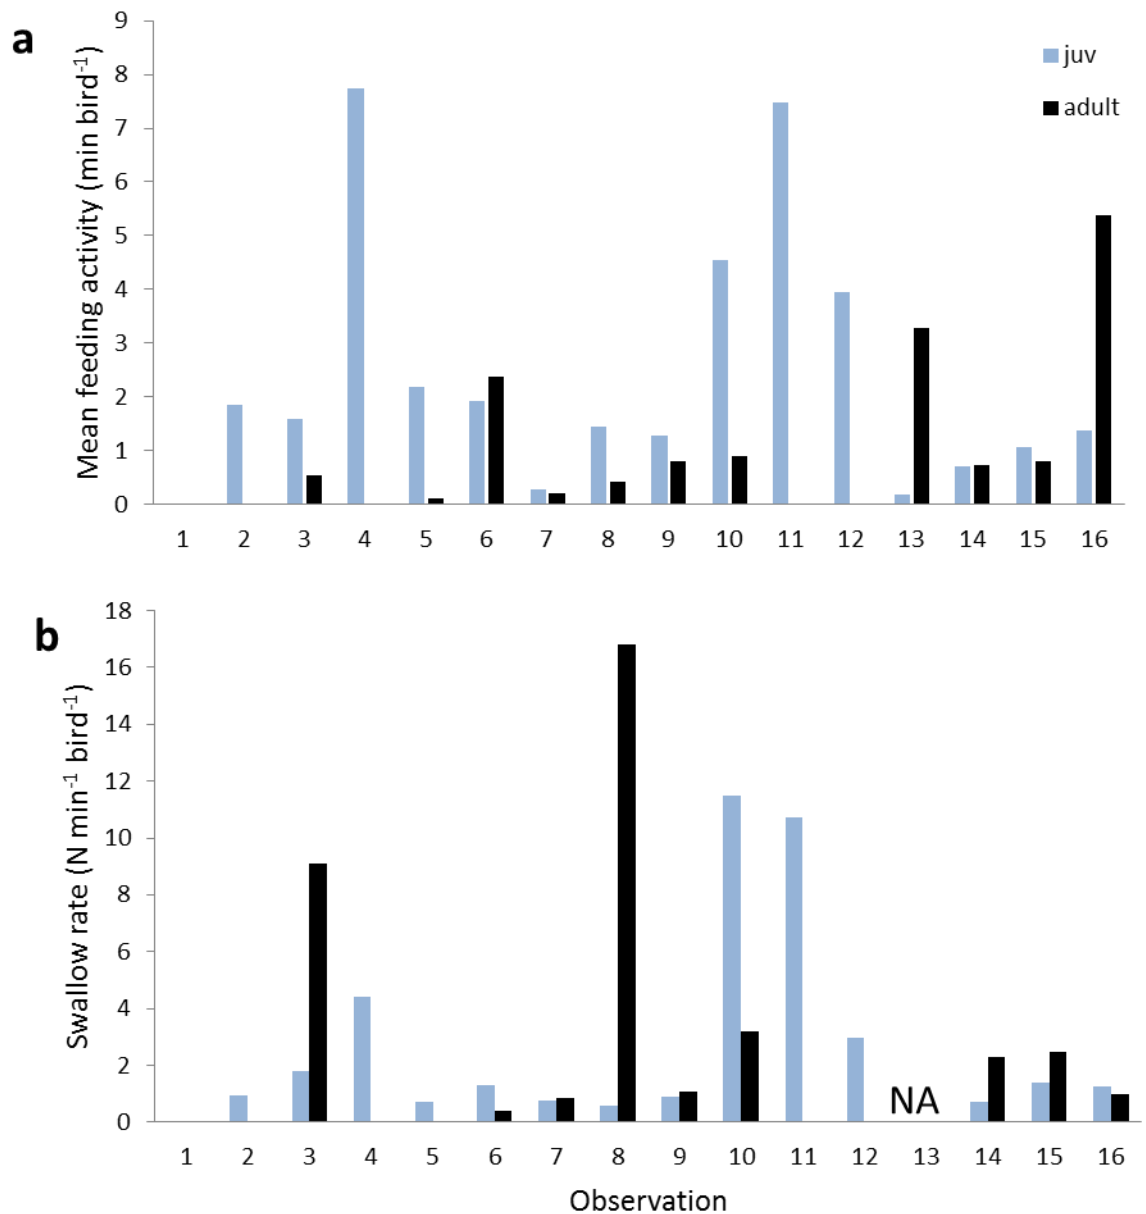 a
Mean feeding activity (min bird-1)
9
8
7
6
5
4
3
2
1
0
juv
adult
1 2 3 4 5 6 7 8 9 10 11 12 13 14 15 16
b
Swallow rate (N min-1 bird-1)
18
16
14
12
10
8
6
4
2
0
NA
1 2 3 4 5 6 7 8 9 10 11 12 13 14 15 16
Observation